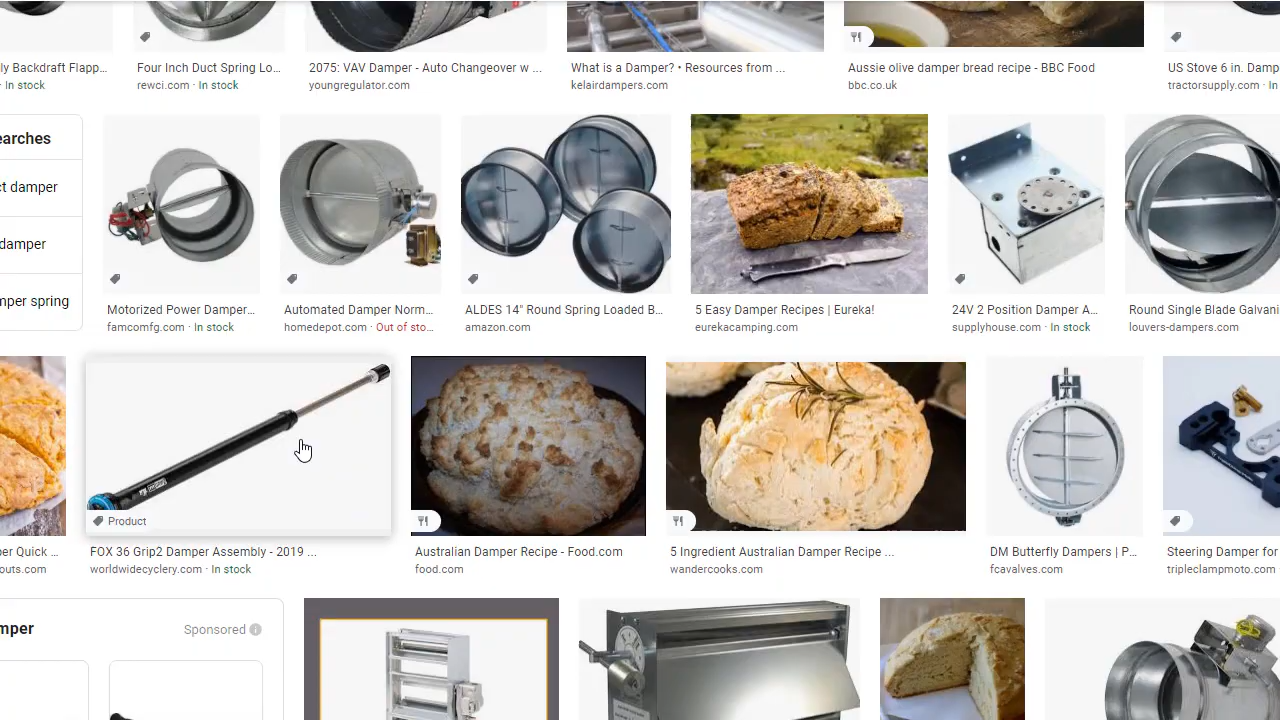 ly Backdraft Flapp...
· In stock
Four Inch Duct Spring Lo...
rewci.com · In stock
2075: VAV Damper - Auto Changeover w ...
youngregulator.com
What is a Damper? • Resources from ...
kelairdampers.com
Aussie olive damper bread recipe - BBC Food
bbc.co.uk
US Stove 6 in. Damp
tractorsupply.com · In
earches
ct damper
damper
mper spring
Motorized Power Damper...
famcomfg.com · In stock
Automated Damper Norm...
homedepot.com · Out of sto...
ALDES 14" Round Spring Loaded B...
amazon.com
5 Easy Damper Recipes | Eureka!
eurekacamping.com
24V 2 Position Damper A...
supplyhouse.com · In stock
Round Single Blade Galvani
louvers-dampers.com
Product
per Quick ...
outs.com
FOX 36 Grip2 Damper Assembly - 2019 ...
worldwidecyclery.com · In stock
Australian Damper Recipe - Food.com
food.com
5 Ingredient Australian Damper Recipe ...
wandercooks.com
DM Butterfly Dampers | P...
fcavalves.com
Steering Damper for
tripleclampmoto.com · In
mper
Sponsored